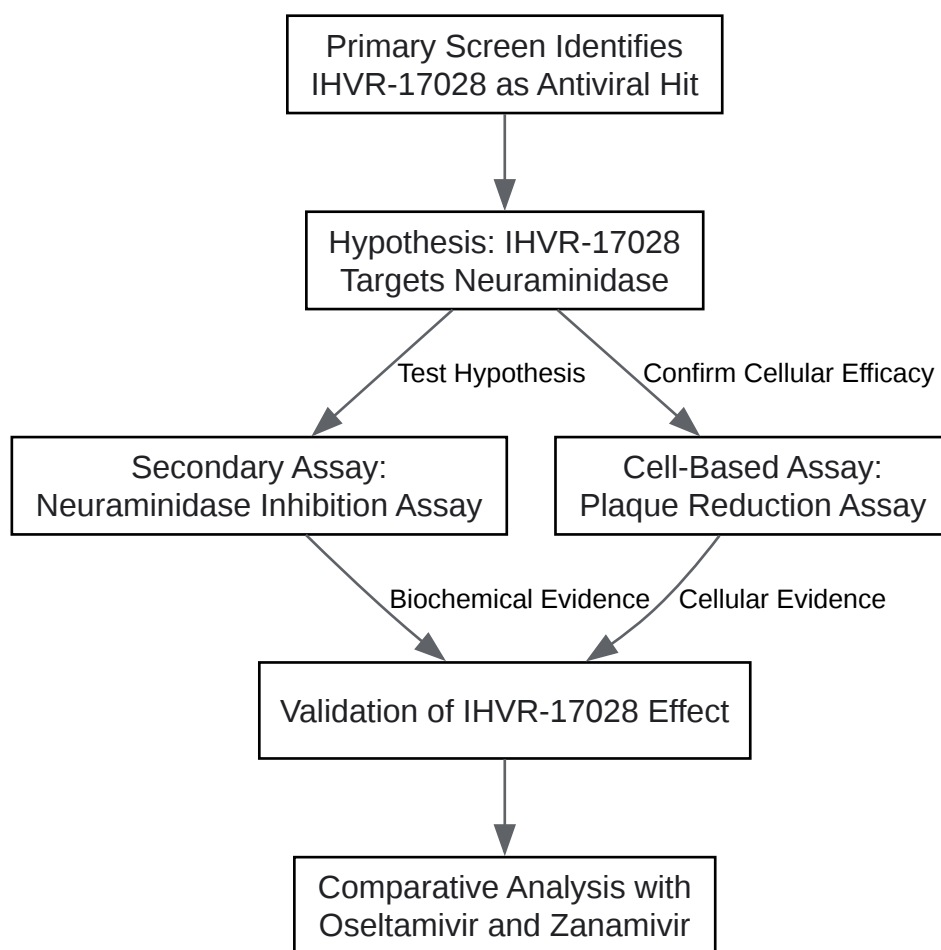 Primary Screen Identifies
IHVR-17028 as Antiviral Hit
Hypothesis: IHVR-17028
Targets Neuraminidase
Test Hypothesis
Confirm Cellular Efficacy
Secondary Assay:
Neuraminidase Inhibition Assay
Cell-Based Assay:
Plaque Reduction Assay
Biochemical Evidence
Cellular Evidence
Validation of IHVR-17028 Effect
Comparative Analysis with
Oseltamivir and Zanamivir